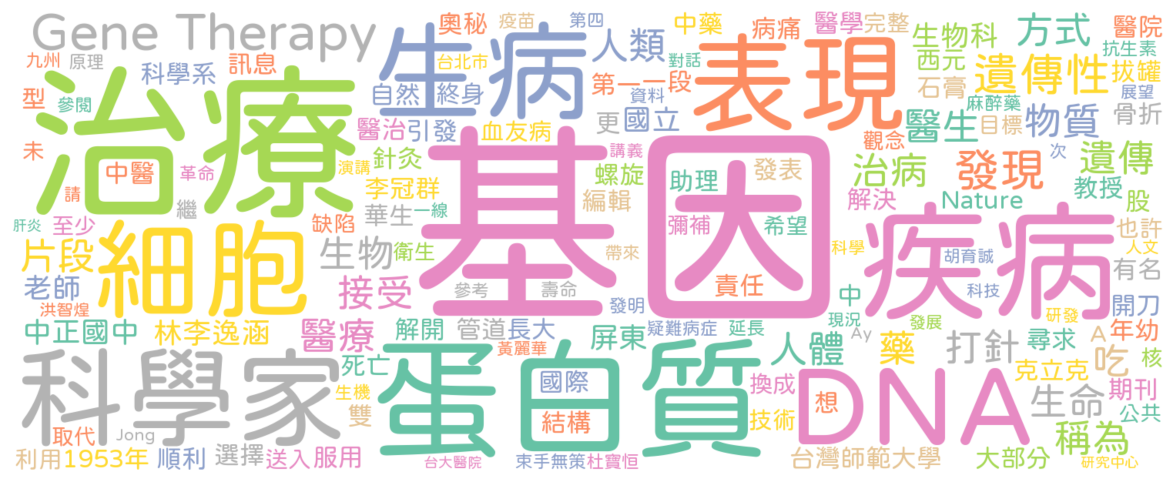 Gene Therapy
奧秘
疫苗
第四
中藥
病痛
醫學
完整
生物科
方式
醫院
九州
原理
科學系
訊息
生病
台北市
人類
對話
表現
西元
遺傳性
抗生素
拔罐
型
參閱
治療
自然
終身
第一
一段
資料
石膏
麻醉藥
展望
未
醫治
引發
血友病
更
國立
醫生
目標
物質
骨折
中醫
革命
演講
針灸
基因
講義
觀念
次
請
繼
李冠群
螺旋
助理
發表
治病
發現
遺傳
肝炎
至少
缺陷
華生
一線
編輯
彌補
希望
解決
Nature
教授
股
片段
細胞
生物
衛生
帶來
科學
疾病
也許
人文
老師
接受
參考
壽命
責任
胡育誠
有名
洪智煌
發明
中
科技
開刀
中正國中
林李逸涵
醫療
解開
管道
長大
疑難病症
延長
現況
發展
研發
年幼
黃麗華
屏東
人體
Ay
藥
打針
尋求
A
核
科學家
死亡
蛋白質
國際
換成
DNA
克立克
吃
生機
雙
結構
技術
想
生命
期刊
公共
取代
Jong
稱為
利用
1953年
順利
選擇
送入
服用
台大醫院
束手無策
杜寶恒
台灣師範大學
大部分
研究中心